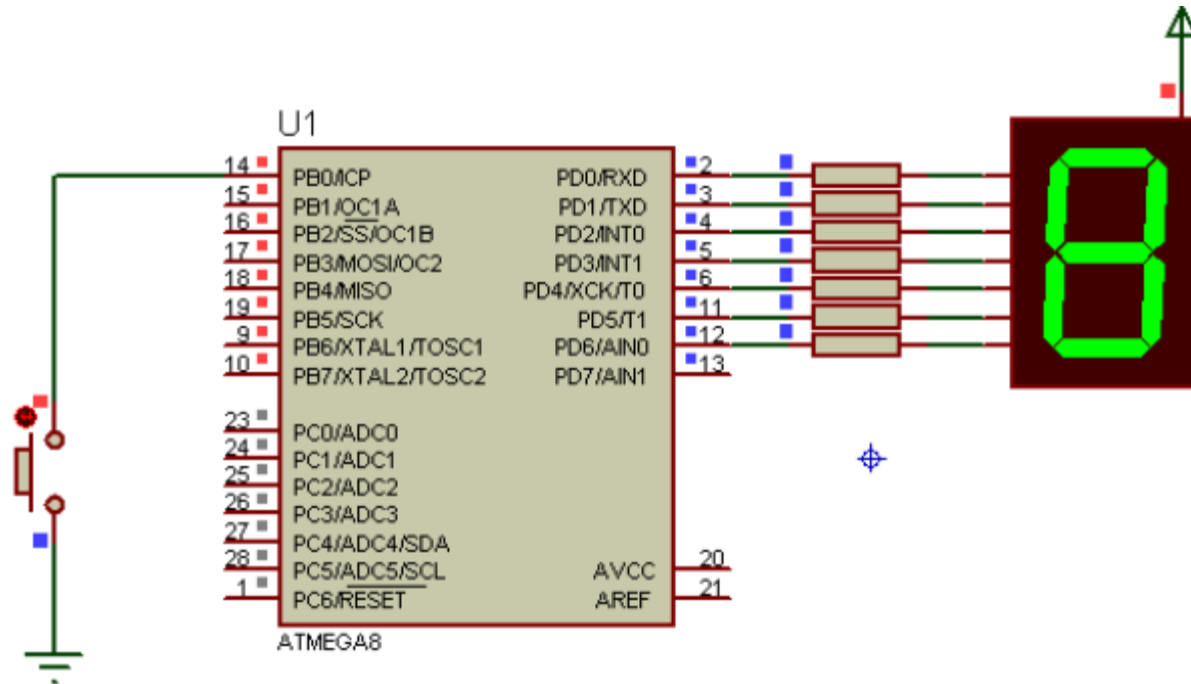 U1
14 PB0/ICP PD0/RXD 2
15 PB1/OC1A PD1/TXD 3
16 PB2/SS/OC1B PD2/INT0 4
17 PB3/MOSI/OC2 PD3/INT1 5
18 PB4/MISO PD4/XCK/T0 6
19 PB5/SCK PD5/T1 11
9 PB6/XTAL1/TOSC1 PD6/AIN0 12
10 PB7/XTAL2/TOSC2 PD7/AIN1 13
23 PC0/ADC0
24 PC1/ADC1
25 PC2/ADC2
26 PC3/ADC3
27 PC4/ADC4/SDA
28 PC5/ADC5/SCL AVCC 20
1 PC6/RESET AREF 21
ATMEGA8
8